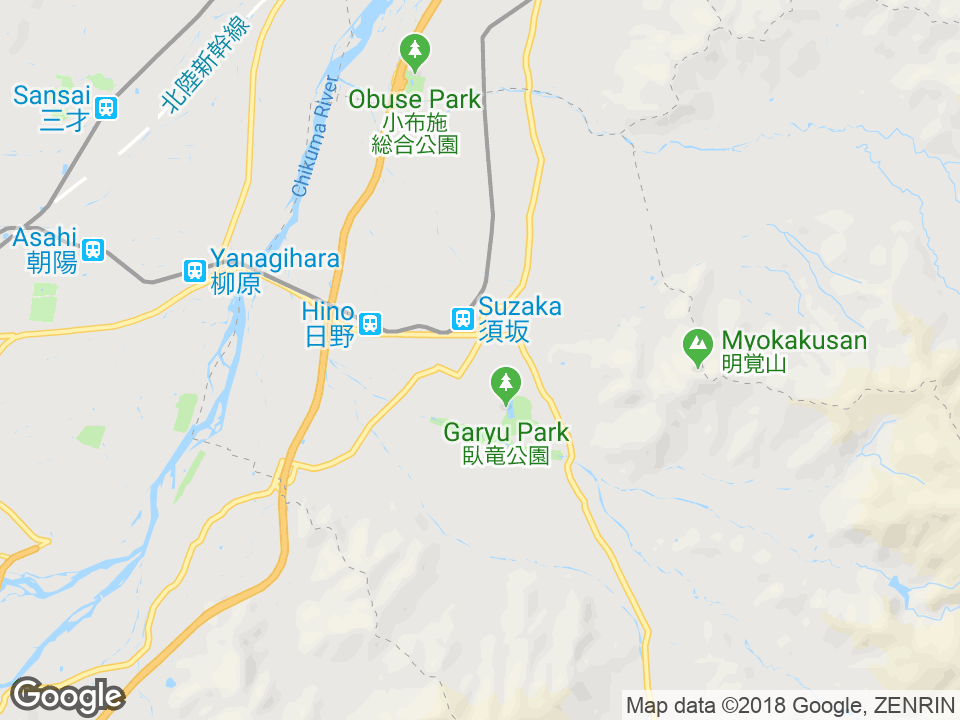 北陸新幹線
Sansai
三才
Obuse Park
小布施
総合公園
Chikuma River
Asahi
朝陽
Yanagihara
柳原
Hino
日野
Suzaka
須坂
Myokakusan
明覚山
Garyu Park
臥竜公園
Google
Map data ©2018 Google, ZENRIN